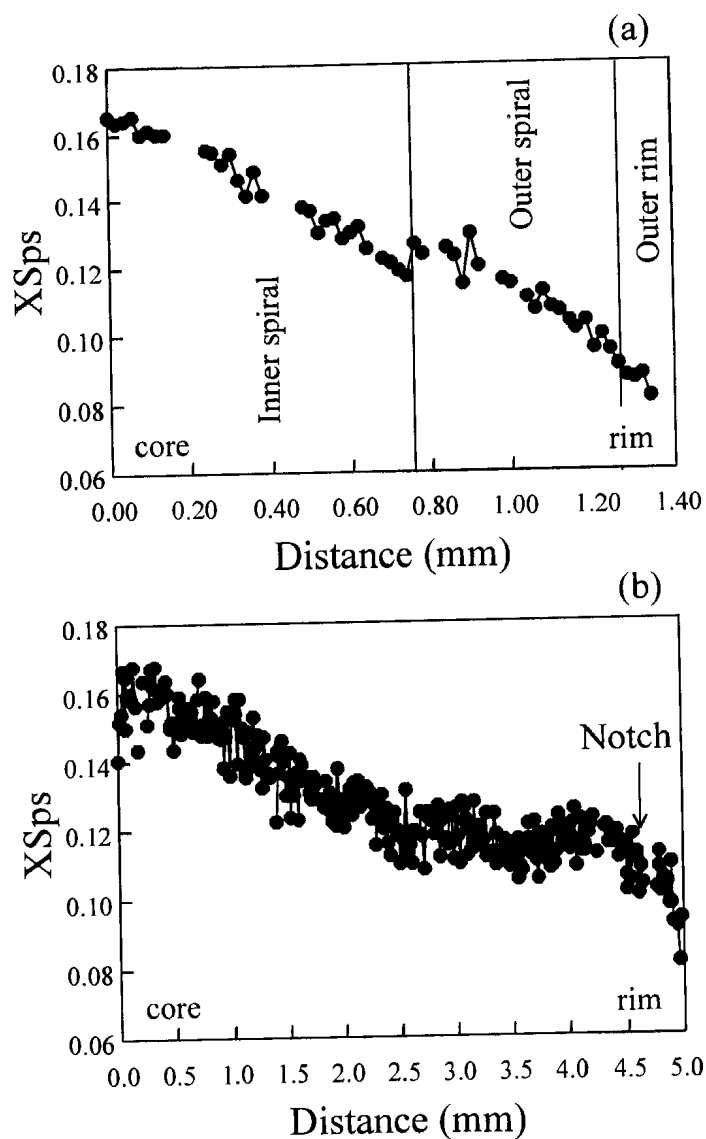 (a)
0.18
0.16
0.14
0.12
0.10
0.08
0.06
XSps
Inner spiral
Outer spiral
Outer rim
core
rim
0.00 0.20 0.40 0.60 0.80 1.00 1.20 1.40
Distance (mm)
(b)
0.18
0.16
0.14
0.12
0.10
0.08
0.06
XSps
Notch
core
rim
0.0 0.5 1.0 1.5 2.0 2.5 3.0 3.5 4.0 4.5 5.0
Distance (mm)